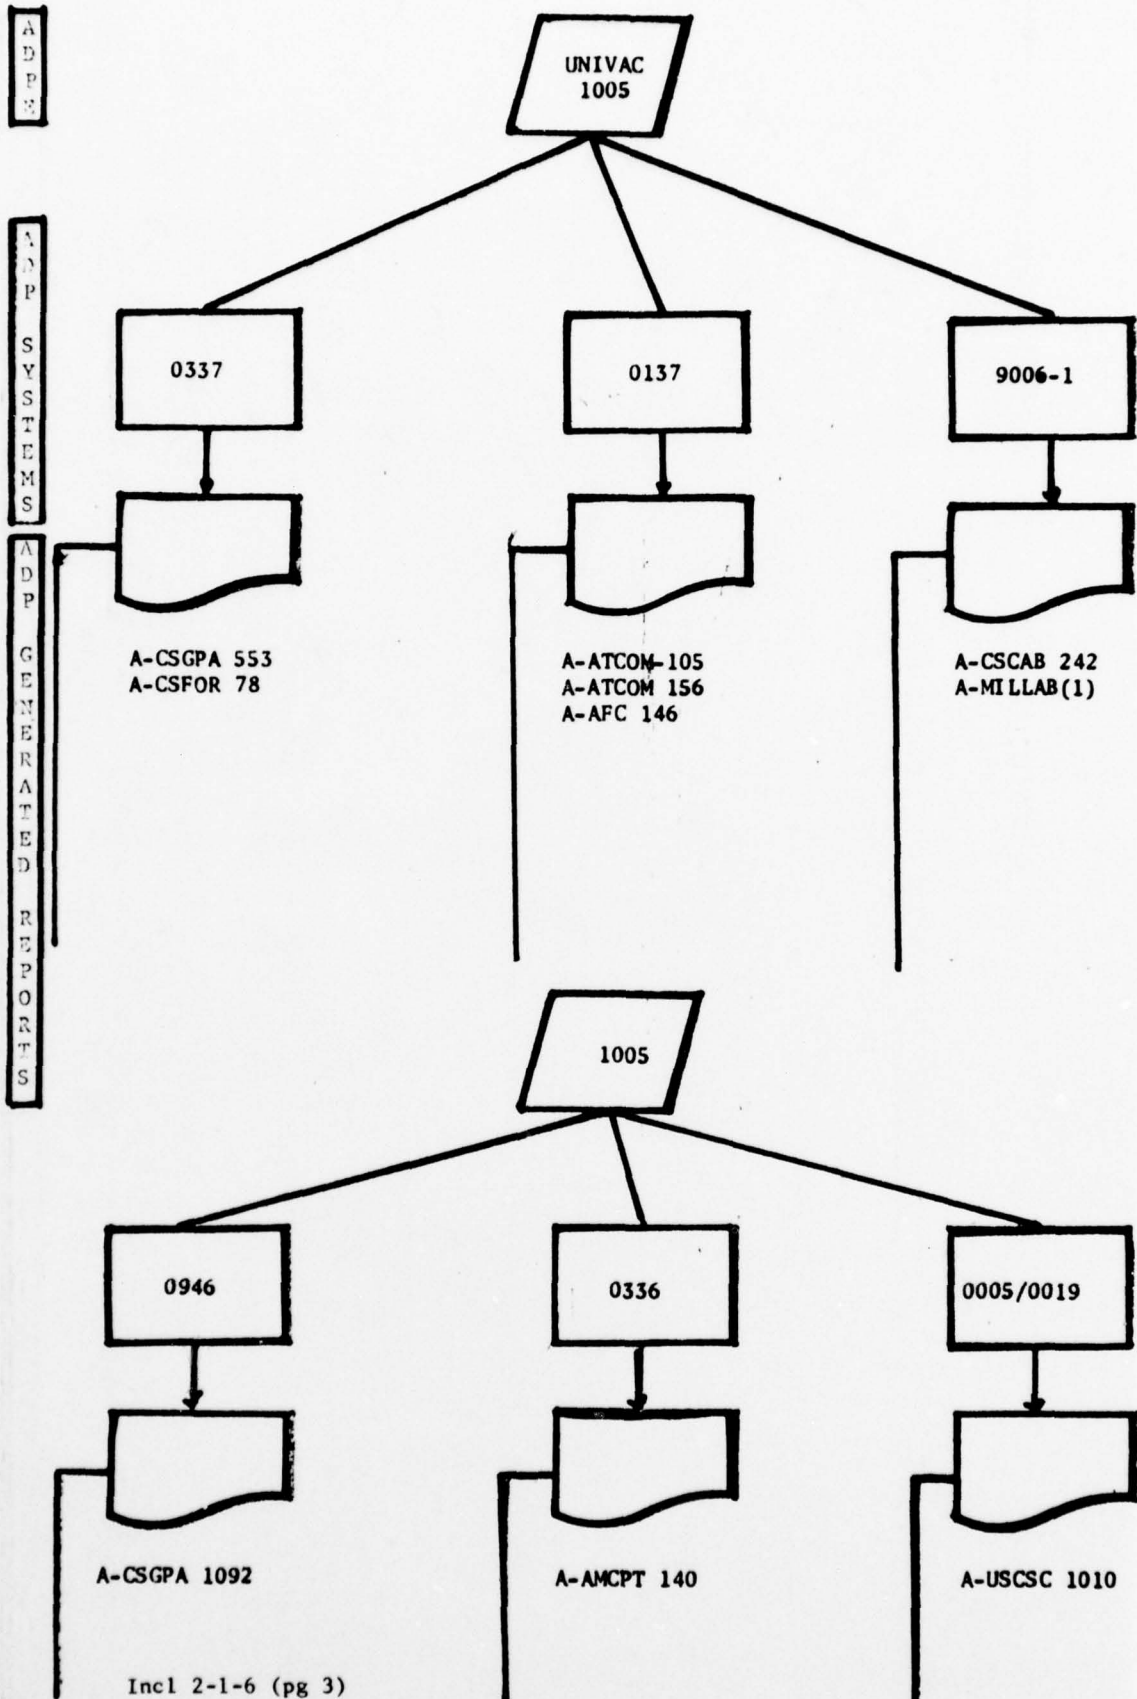 ADPE
UNIVAC
1005
ADP SYSTEMS
0337
0137
9006-1
ADP GENERATED REPORTS
A-CSGPA 553
A-CSFOR 78
A-ATCOM-105
A-ATCOM 156
A-AFC 146
A-CSCAB 242
A-MILLAB(1)
1005
0946
0336
0005/0019
A-CSGPA 1092
A-AMCPT 140
A-USCSC 1010
Incl 2-1-6 (pg 3)